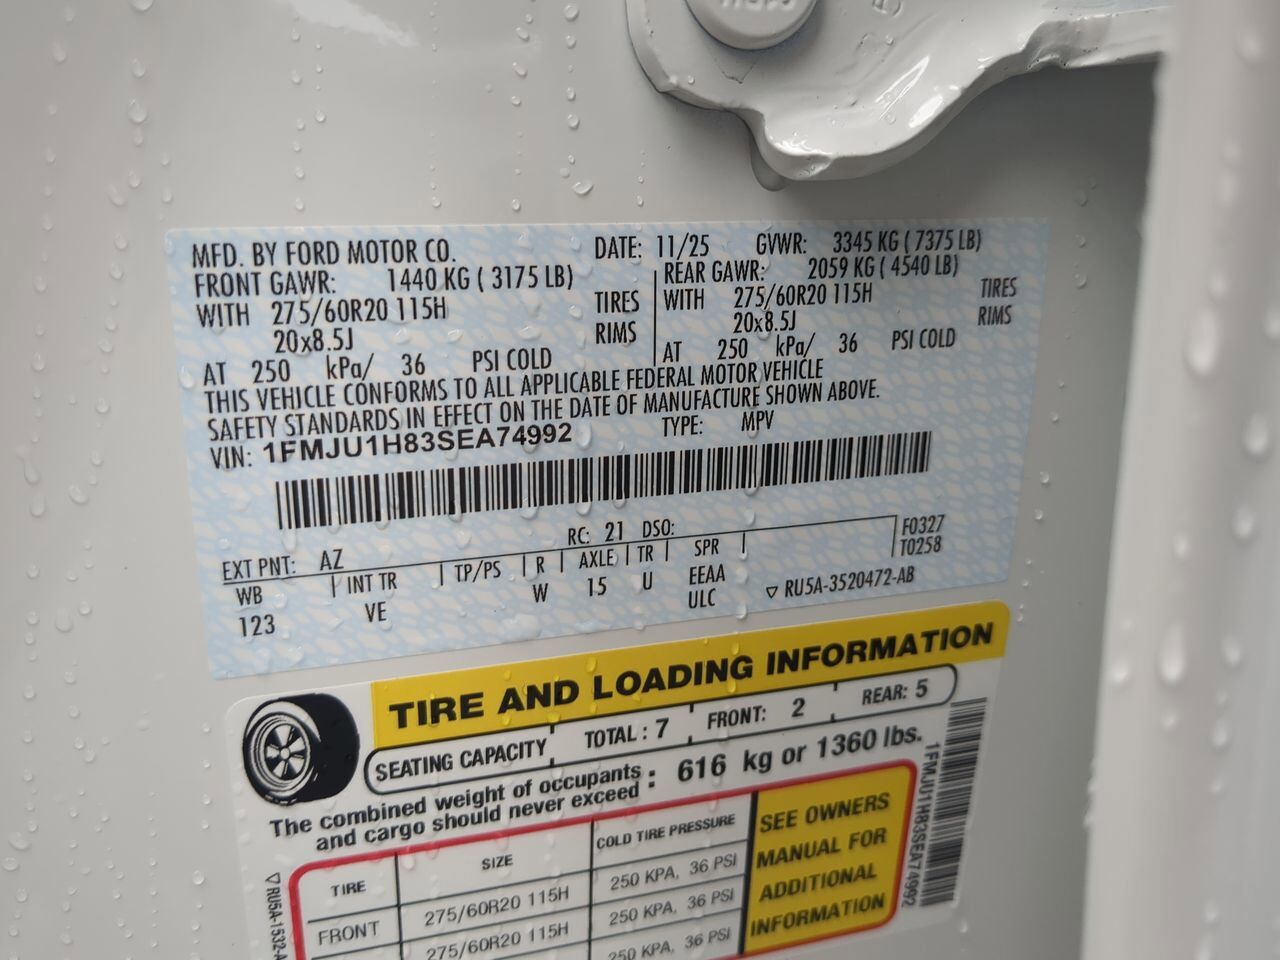 MFD. BY FORD MOTOR CO. DATE: 11/25 GVWR: 3345 KG ( 7375 LB)
FRONT GAWR: 1440 KG ( 3175 LB) REAR GAWR: 2059 KG ( 4540 LB)
WITH 275/60R20 115H TIRES WITH 275/60R20 115H TIRES
20x8.5J RIMS 20x8.5J RIMS
AT 250 kPa/ 36 PSI COLD AT 250 kPa/ 36 PSI COLD
THIS VEHICLE CONFORMS TO ALL APPLICABLE FEDERAL MOTOR VEHICLE
SAFETY STANDARDS IN EFFECT ON THE DATE OF MANUFACTURE SHOWN ABOVE.
VIN: 1FMJU1H83SEA74992 TYPE: MPV
EXT PNT: AZ RC: 21 DSO: F0327
WB INT TR TP/PS R AXLE TR SPR T0258
123 VE W 15 U EEAA
ULC ▽ RU5A-3520472-AB
TIRE AND LOADING INFORMATION
SEATING CAPACITY TOTAL : 7 FRONT: 2 REAR: 5
The combined weight of occupants
and cargo should never exceed : 616 kg or 1360 lbs.
TIRE SIZE COLD TIRE PRESSURE
FRONT 275/60R20 115H 250 KPA, 36 PSI
275/60R20 115H 250 KPA, 36 PSI
250 KPA, 36 PSI
SEE OWNERS
MANUAL FOR
ADDITIONAL
INFORMATION
1FMJU1H83SEA74992
▽ RU5A-1532-A